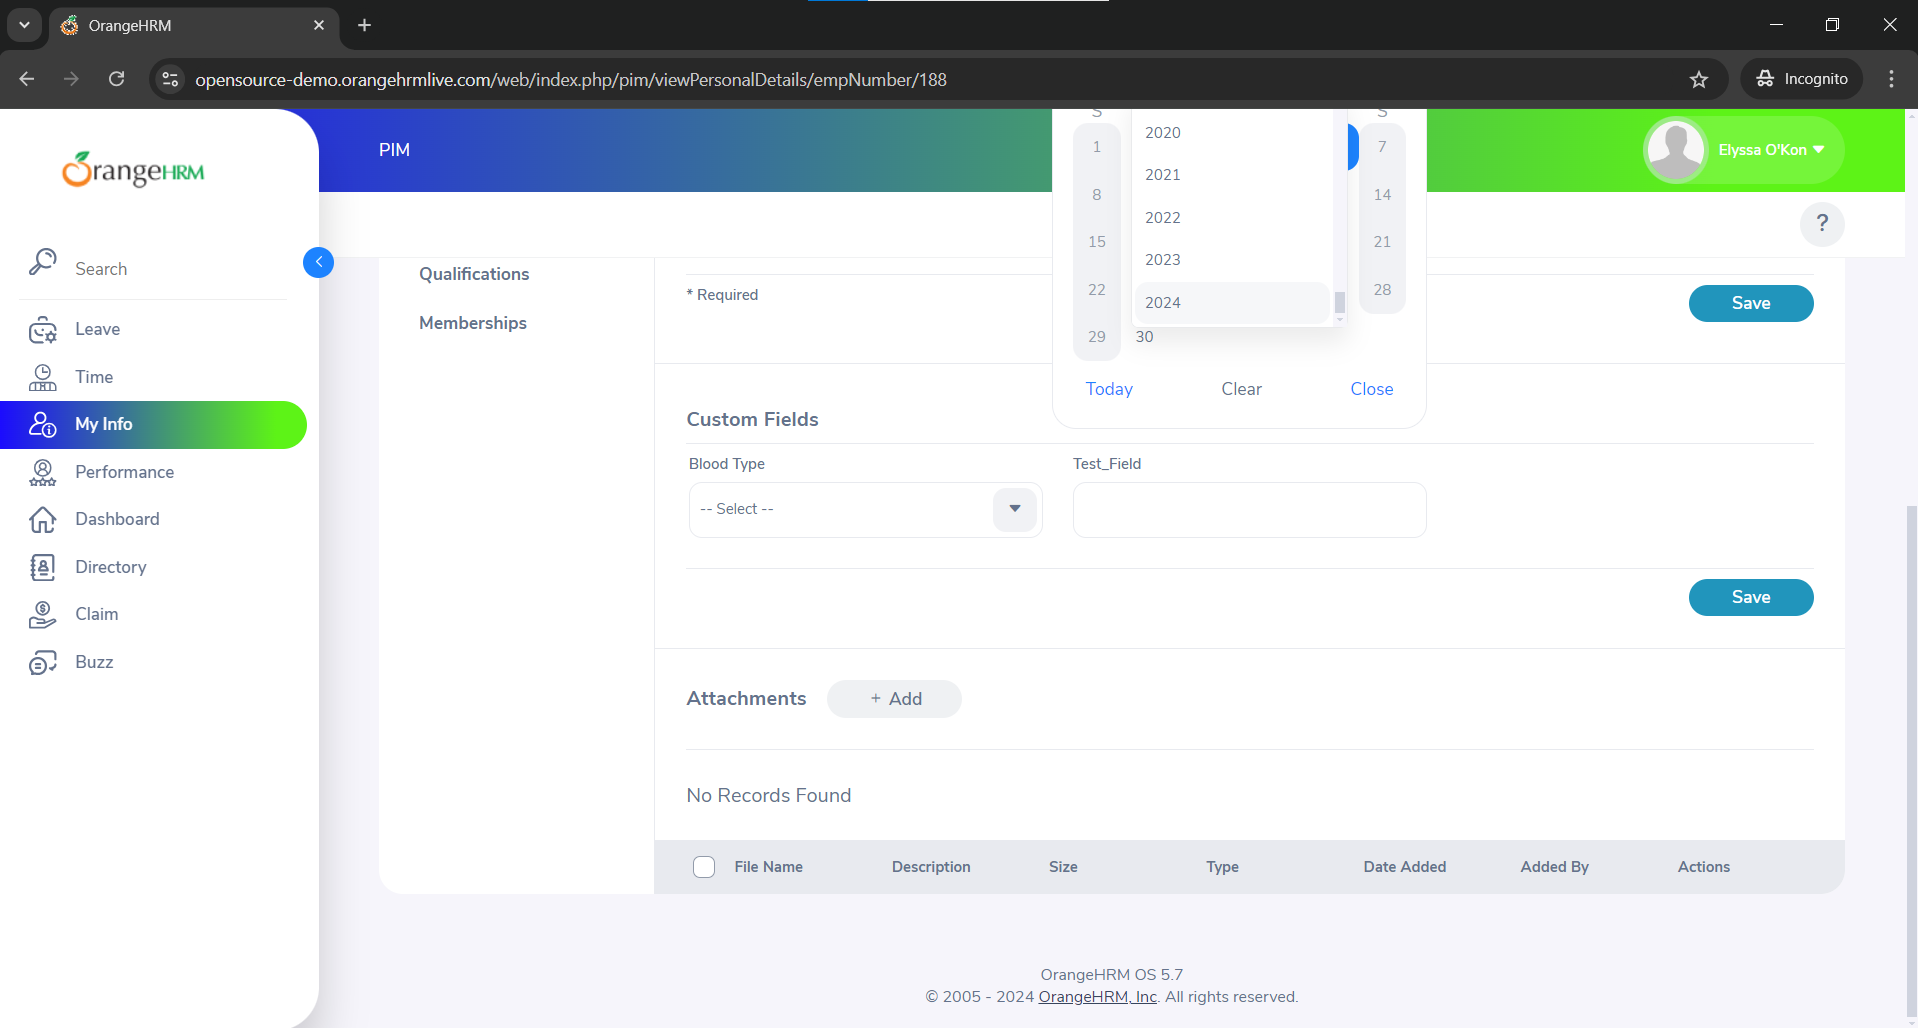 OrangeHRM
opensource-demo.orangehrmlive.com/web/index.php/pim/viewPersonalDetails/empNumber/188
Incognito
OrangeHRM
PIM
Elyssa O'Kon
?
Search
Leave
Time
My Info
Performance
Dashboard
Directory
Claim
Buzz
Qualifications
Memberships
* Required
Save
S S
1 7
8 14
15 21
22 28
29 30
2020
2021
2022
2023
2024
Today Clear Close
Custom Fields
Blood Type
-- Select --
Test_Field
Save
Attachments
+ Add
No Records Found
File Name Description Size Type Date Added Added By Actions
OrangeHRM OS 5.7
© 2005 - 2024 OrangeHRM, Inc. All rights reserved.